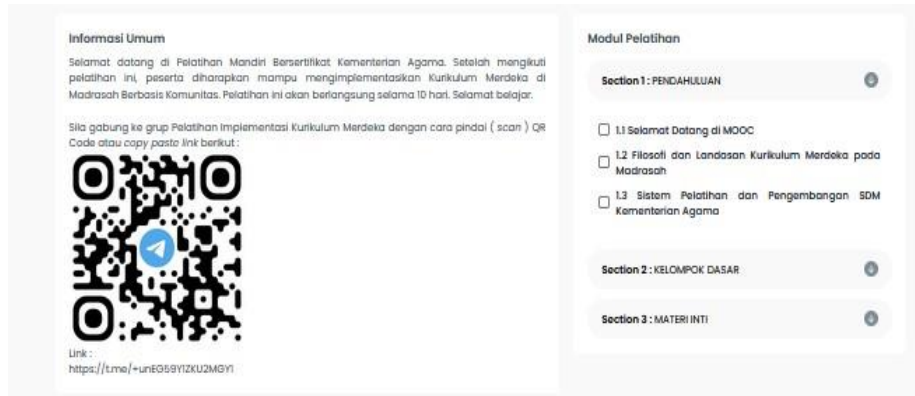 Informasi Umum
Selamat datang di Pelatihan Mandiri Bersertifikat Kementerian Agama. Setelah mengikuti
pelatihan ini, peserta diharapkan mampu mengimplementasikan Kurikulum Merdeka di
Madrasah Berbasis Komunitas. Pelatihan ini akan berlangsung selama 10 hari. Selamat belajar.
Sila gabung ke grup Pelatihan Implementasi Kurikulum Merdeka dengan cara pindai ( scan ) QR
Code atau copy paste link berikut :
Link :
https://t.me/+unEG59Y1ZKU2MGY1
Modul Pelatihan
Section 1 : PENDAHULUAN
1.1 Selamat Datang di MOOC
1.2 Filosofi dan Landasan Kurikulum Merdeka pada
Madrasah
1.3 Sistem Pelatihan dan Pengembangan SDM
Kementerian Agama
Section 2 : KELOMPOK DASAR
Section 3 : MATERI INTI